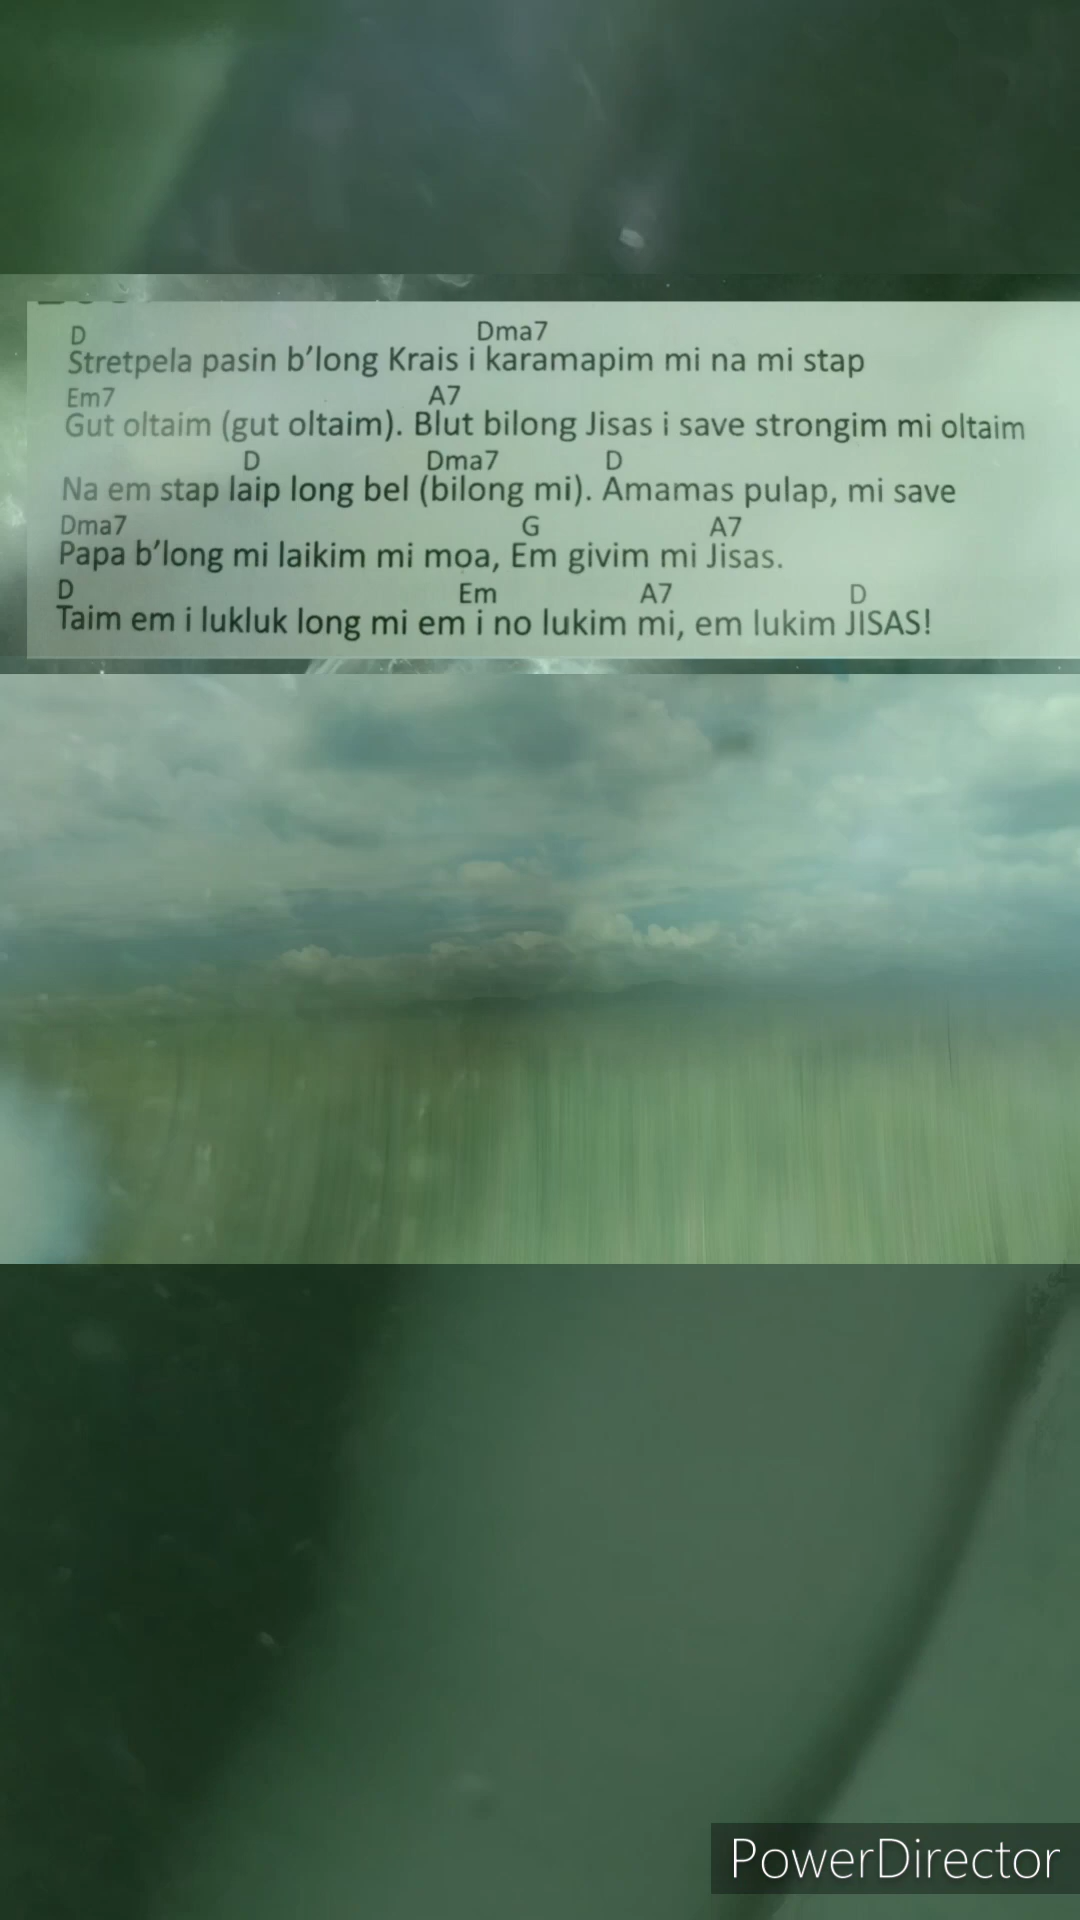 D Dma7
Stretpela pasin b'long Krais i karamapim mi na mi stap
Em7 A7
Gut oltaim (gut oltaim). Blut bilong Jisas i save strongim mi oltaim
D Dma7 D
Na em stap laip long bel (bilong mi). Amamas pulap, mi save
Dma7 G A7
Papa b'long mi laikim mi moa, Em givim mi Jisas.
D Em A7 D
Taim em i lukluk long mi em i no lukim mi, em lukim JISAS!
PowerDirector